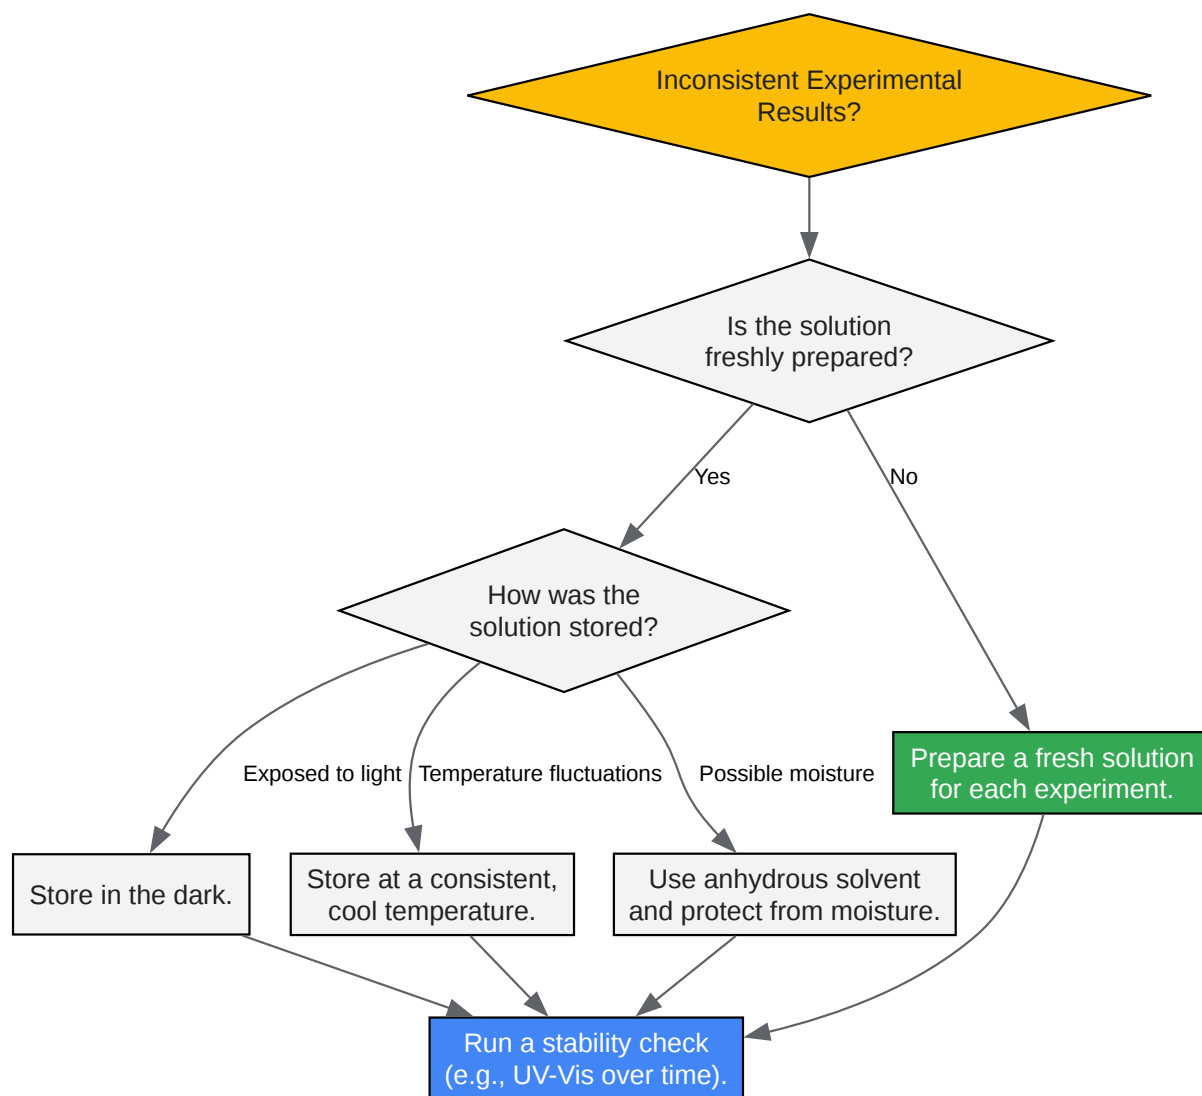 Inconsistent Experimental
Results?
Is the solution
freshly prepared?
Yes
No
How was the
solution stored?
Exposed to light
Temperature fluctuations
Possible moisture
Prepare a fresh solution
for each experiment.
Store in the dark.
Store at a consistent,
cool temperature.
Use anhydrous solvent
and protect from moisture.
Run a stability check
(e.g., UV-Vis over time).